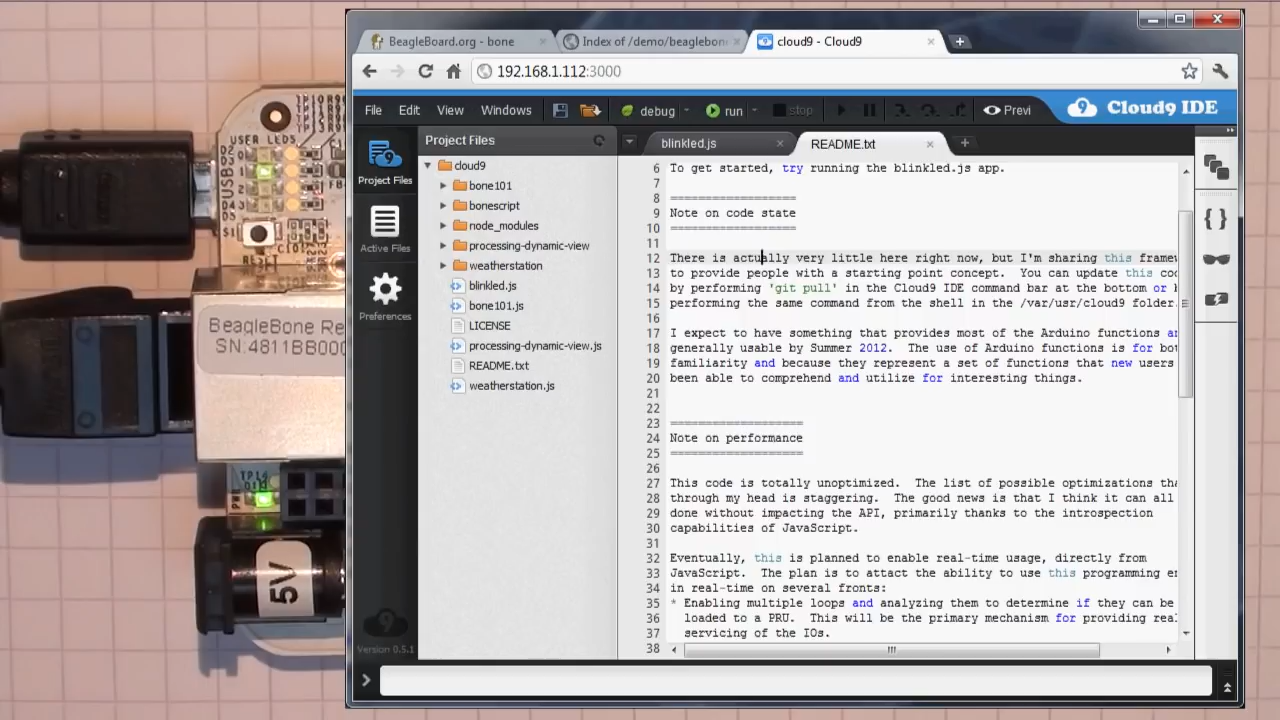 BeagleBoard.org - bone
Index of /demo/beaglebon
cloud9 - Cloud9
192.168.1.112:3000
File Edit View Windows debug run stop Previ Cloud9 IDE
Project Files
blinkled.js
README.txt
Project Files
Active Files
Preferences
Version 0.5.1
cloud9
bone101
bonescript
node_modules
processing-dynamic-view
weatherstation
blinkled.js
bone101.js
LICENSE
processing-dynamic-view.js
README.txt
weatherstation.js
6 To get started, try running the blinkled.js app.
7
8 ==================
9 Note on code state
10 ==================
11
12 There is actually very little here right now, but I'm sharing this framew
13 to provide people with a starting point concept. You can update this co
14 by performing 'git pull' in the Cloud9 IDE command bar at the bottom or b
15 performing the same command from the shell in the /var/usr/cloud9 folder.
16
17 I expect to have something that provides most of the Arduino functions an
18 generally usable by Summer 2012. The use of Arduino functions is for bot
19 familiarity and because they represent a set of functions that new users
20 been able to comprehend and utilize for interesting things.
21
22
23 ===================
24 Note on performance
25 ===================
26
27 This code is totally unoptimized. The list of possible optimizations tha
28 through my head is staggering. The good news is that I think it can all
29 done without impacting the API, primarily thanks to the introspection
30 capabilities of JavaScript.
31
32 Eventually, this is planned to enable real-time usage, directly from
33 JavaScript. The plan is to attact the ability to use this programming en
34 in real-time on several fronts:
35 * Enabling multiple loops and analyzing them to determine if they can be
36 loaded to a PRU. This will be the primary mechanism for providing rea
37 servicing of the IOs.
38
USER LEDS
USB0
S1
RESET
BeagleBone Re
SN:4811BB000
TP14
5V